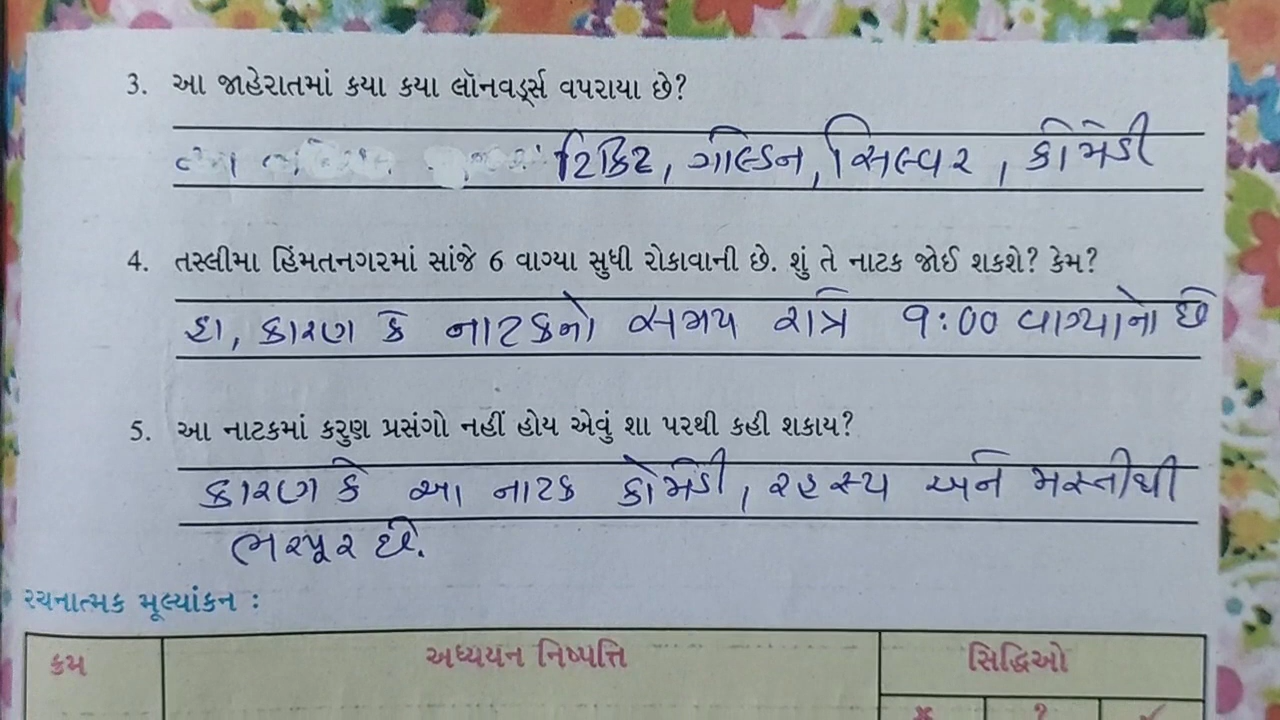 3. આ જાહેરાતમાં કયા કયા લૉનવર્ડ્સ વપરાયા છે?
ટિકિટ, ગોલ્ડન, સિલ્વર, કોમેડી
4. તસ્લીમા હિંમતનગરમાં સાંજે 6 વાગ્યા સુધી રોકાવાની છે. શું તે નાટક જોઈ શકશે? કેમ?
હા, કારણ કે નાટકનો સમય રાત્રિ ૧:00 વાગ્યાનો છે
5. આ નાટકમાં કરુણ પ્રસંગો નહીં હોય એવું શા પરથી કહી શકાય?
કારણ કે આ નાટક કોમેડી, રહસ્ય અને મસ્તીથી
ભરપૂર છે.
રચનાત્મક મૂલ્યાંકન :
ક્રમ અધ્યયન નિષ્પત્તિ સિદ્ધિઓ
× ? ✓